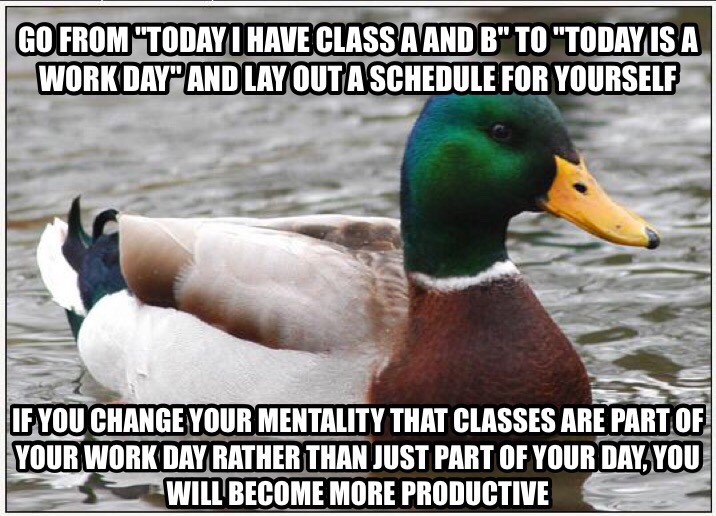 GO FROM "TODAY I HAVE CLASS A AND B" TO "TODAY IS A
WORK DAY" AND LAY OUT A SCHEDULE FOR YOURSELF
IF YOU CHANGE YOUR MENTALITY THAT CLASSES ARE PART OF
YOUR WORK DAY RATHER THAN JUST PART OF YOUR DAY, YOU
WILL BECOME MORE PRODUCTIVE